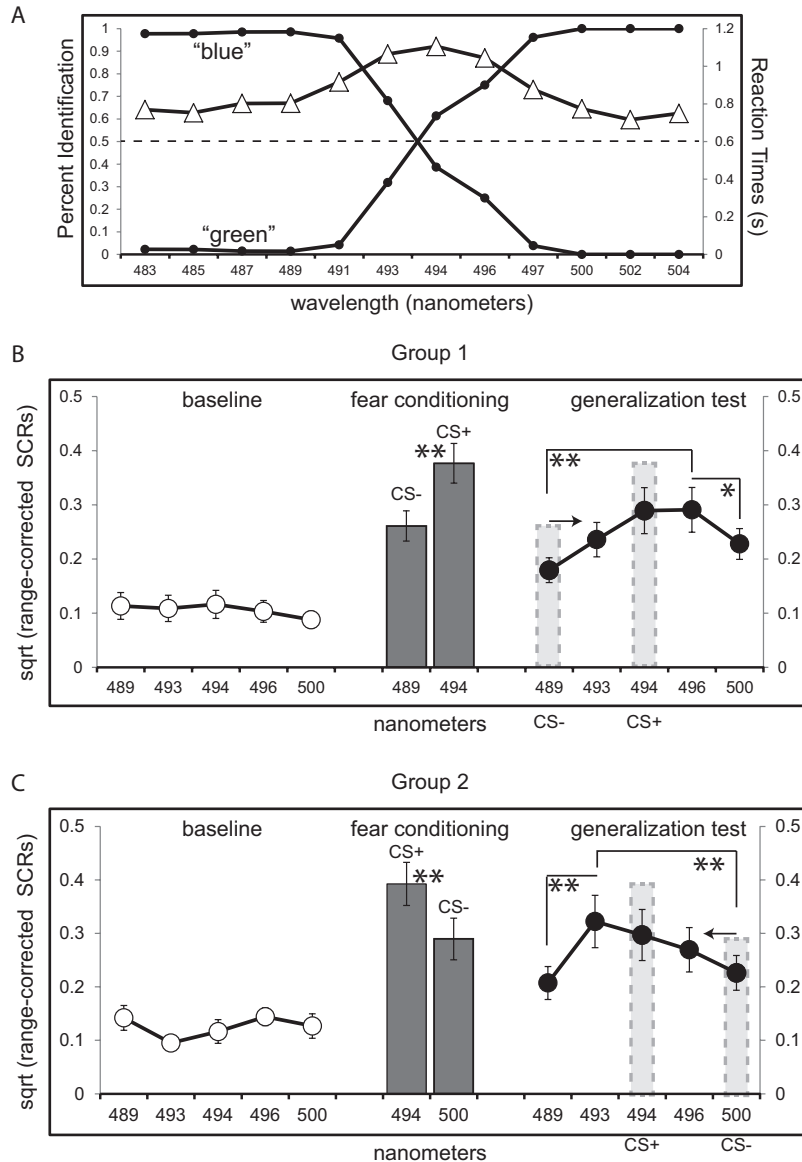 A
Percent Identification
1
0.9
0.8
0.7
0.6
0.5
0.4
0.3
0.2
0.1
0
“blue”
“green”
1.2
1
0.8
0.6
0.4
0.2
0
Reaction Times (s)
483 485 487 489 491 493 494 496 497 500 502 504
wavelength (nanometers)
B
Group 1
sqrt (range-corrected SCRs)
0.5
0.4
0.3
0.2
0.1
0
baseline
fear conditioning
generalization test
CS-
**
CS+
**
*
0.5
0.4
0.3
0.2
0.1
0
489 493 494 496 500
489 494
489 493 494 496 500
nanometers
CS-
CS+
C
Group 2
sqrt (range-corrected SCRs)
0.5
0.4
0.3
0.2
0.1
0
baseline
fear conditioning
generalization test
CS+
**
CS-
**
**
0.5
0.4
0.3
0.2
0.1
0
489 493 494 496 500
494 500
489 493 494 496 500
nanometers
CS+
CS-